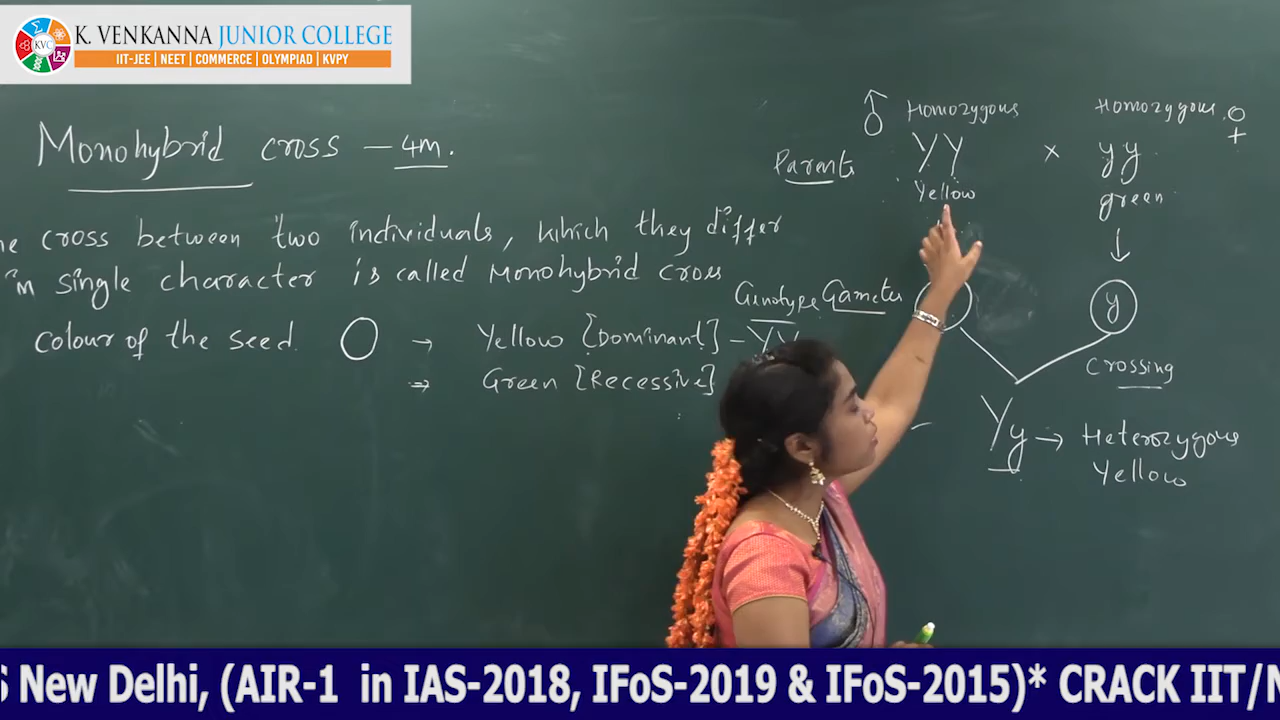 K. VENKANNA JUNIOR COLLEGE
KVC
IIT-JEE | NEET | COMMERCE | OLYMPIAD | KVPY
Monohybrid cross – 4m.
cross between two individuals, which they differ
in single character is called Monohybrid cross
colour of the seed. O → Yellow [Dominant] – YY
⇒ Green [Recessive]
Genotype
♂ Homozygous Homozygous ♀
Parents YY × yy
Yellow green
Gametes y
crossing
Yy → Heterozygous
Yellow
New Delhi, (AIR-1 in IAS-2018, IFoS-2019 & IFoS-2015)* CRACK IIT/